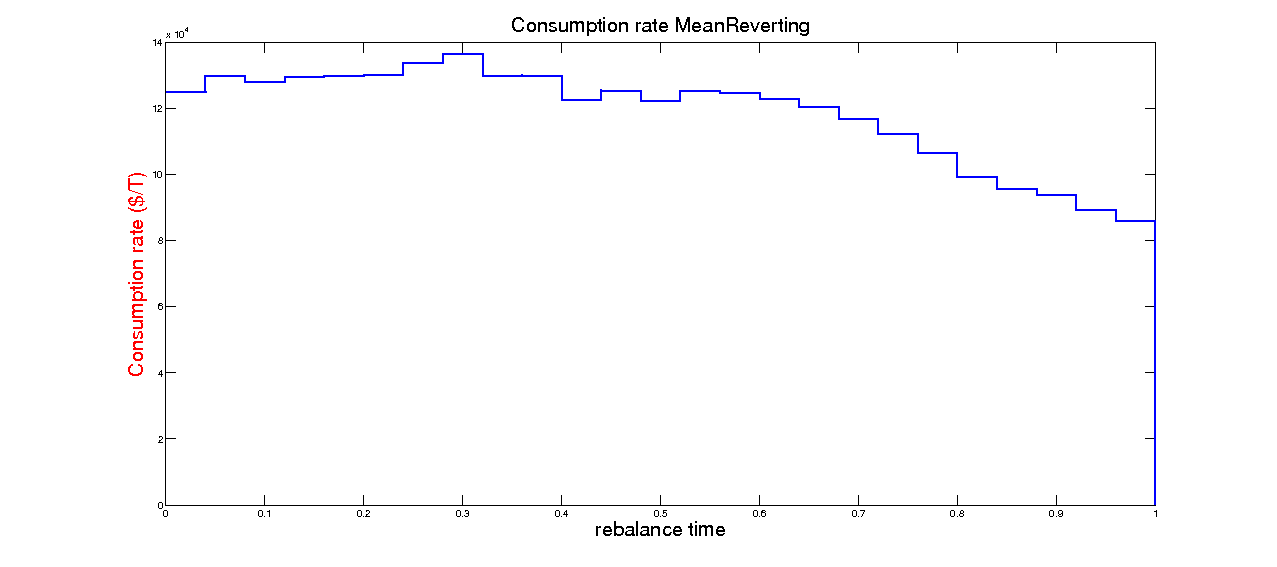 Consumption rate MeanReverting
x 10^4
14
12
10
8
6
4
2
0
Consumption rate ($/T)
0 0.1 0.2 0.3 0.4 0.5 0.6 0.7 0.8 0.9 1
rebalance time